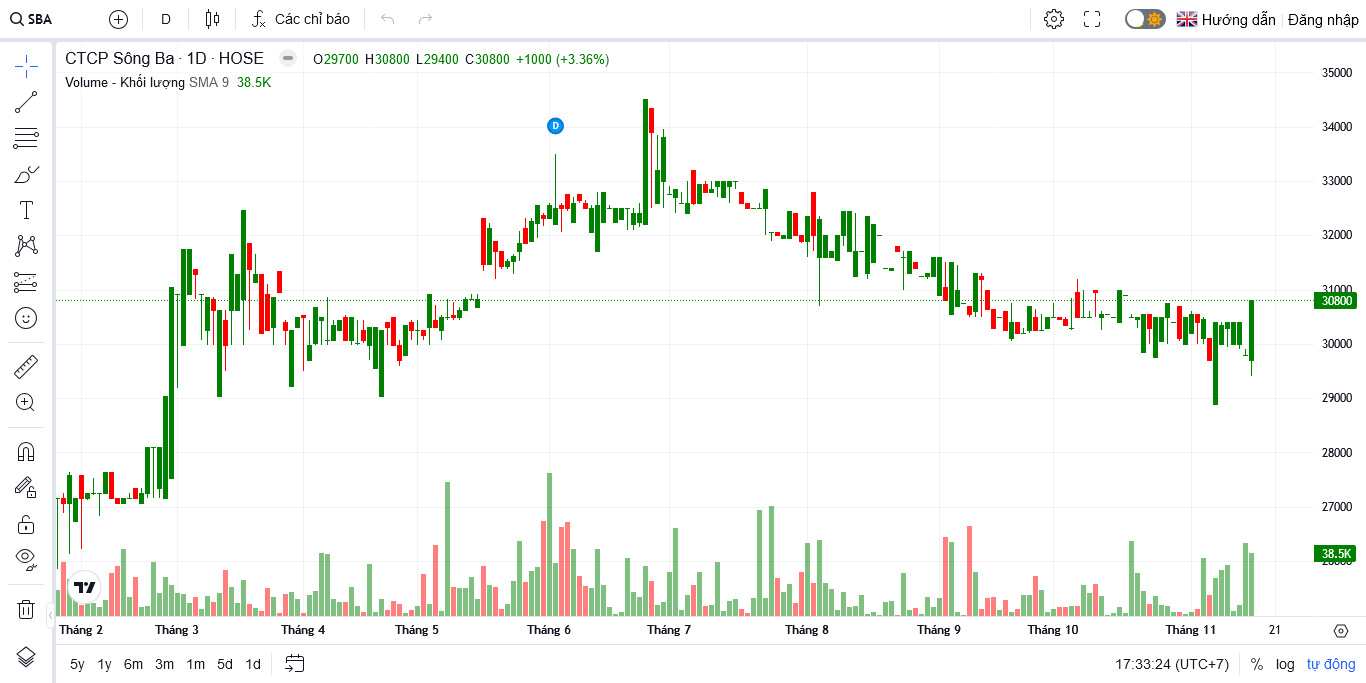 SBA D Các chỉ báo Hướng dẫn Đăng nhập
CTCP Sông Ba · 1D · HOSE O29700 H30800 L29400 C30800 +1000 (+3.36%)
Volume - Khối lượng SMA 9 38.5K
D
35000
34000
33000
32000
31000
30800
30000
29000
28000
27000
38.5K
Tháng 2 Tháng 3 Tháng 4 Tháng 5 Tháng 6 Tháng 7 Tháng 8 Tháng 9 Tháng 10 Tháng 11 21
5y 1y 6m 3m 1m 5d 1d 17:33:24 (UTC+7) % log tự động